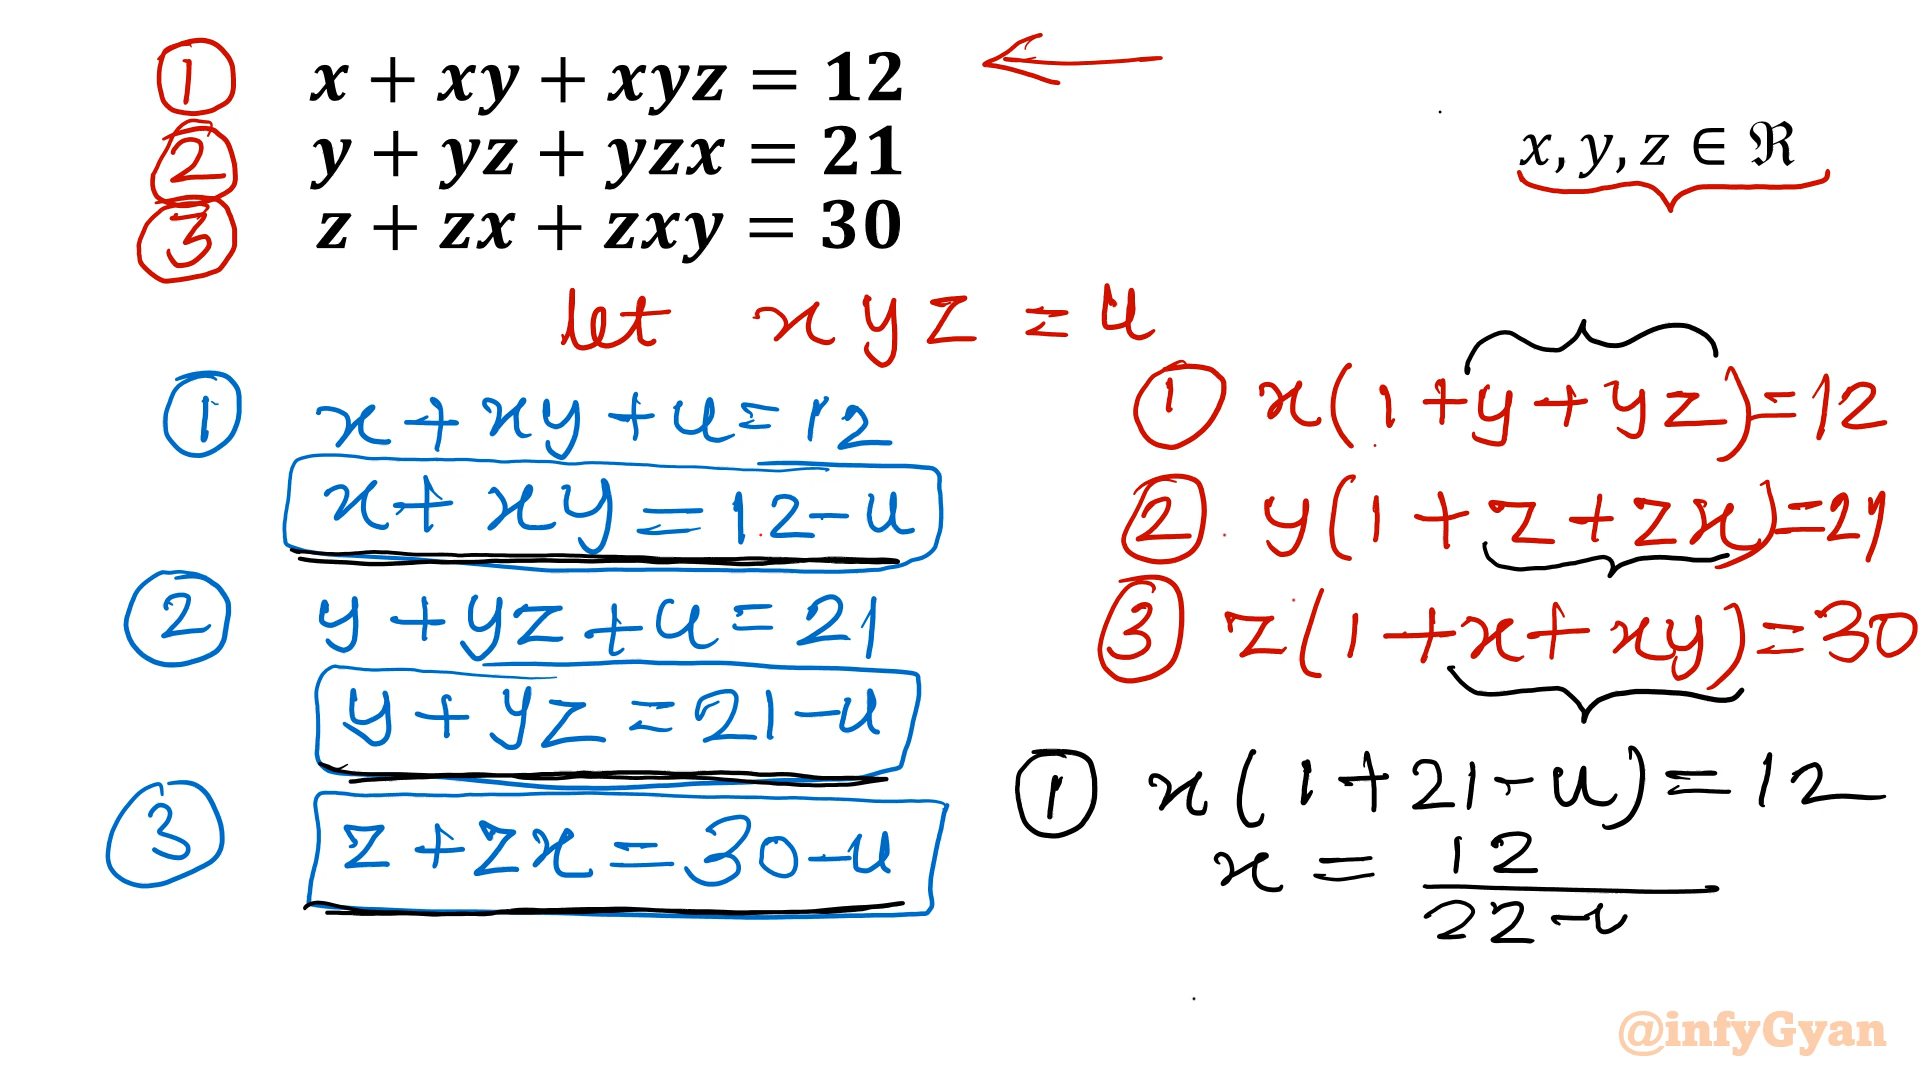 ① x + xy + xyz = 12
② y + yz + yzx = 21
③ z + zx + zxy = 30
x, y, z ∈ ℜ
let xyz = u
① x + xy + u = 12
x + xy = 12 - u
② y + yz + u = 21
y + yz = 21 - u
③ z + zx = 30 - u
① x(1 + y + yz) = 12
② y(1 + z + zx) = 21
③ z(1 + x + xy) = 30
① x(1 + 21 - u) = 12
x = 12
22 - u
@infyGyan